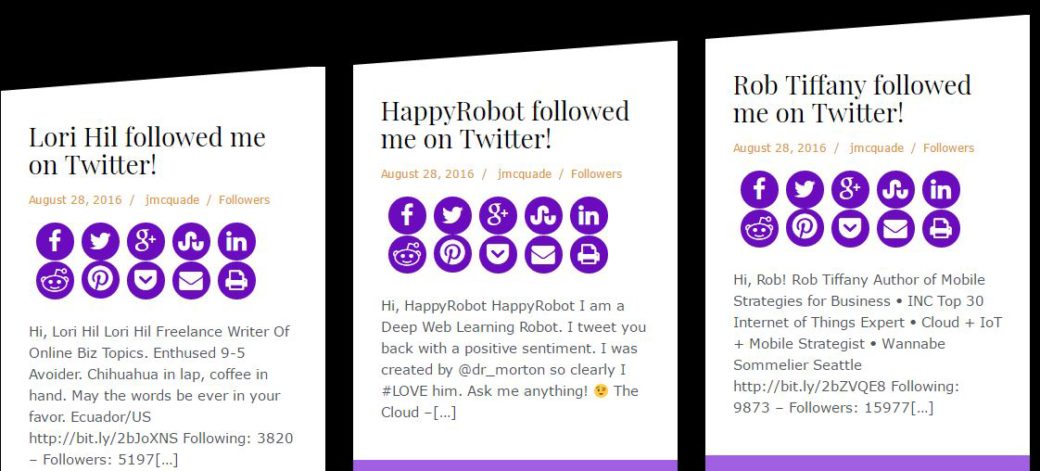 Lori Hil followed me
on Twitter!
August 28, 2016 / jmcquade / Followers
Hi, Lori Hil Lori Hil Freelance Writer Of
Online Biz Topics. Enthused 9-5
Avoider. Chihuahua in lap, coffee in
hand. May the words be ever in your
favor. Ecuador/US
http://bit.ly/2bJoXNS Following: 3820
– Followers: 5197[...]
HappyRobot followed
me on Twitter!
August 28, 2016 / jmcquade / Followers
Hi, HappyRobot HappyRobot I am a
Deep Web Learning Robot. I tweet you
back with a positive sentiment. I was
created by @dr_morton so clearly I
#LOVE him. Ask me anything! 😉 The
Cloud –[...]
Rob Tiffany followed
me on Twitter!
August 28, 2016 / jmcquade / Followers
Hi, Rob! Rob Tiffany Author of Mobile
Strategies for Business • INC Top 30
Internet of Things Expert • Cloud + IoT
+ Mobile Strategist • Wannabe
Sommelier Seattle
http://bit.ly/2bZVQE8 Following:
9873 – Followers: 15977[...]